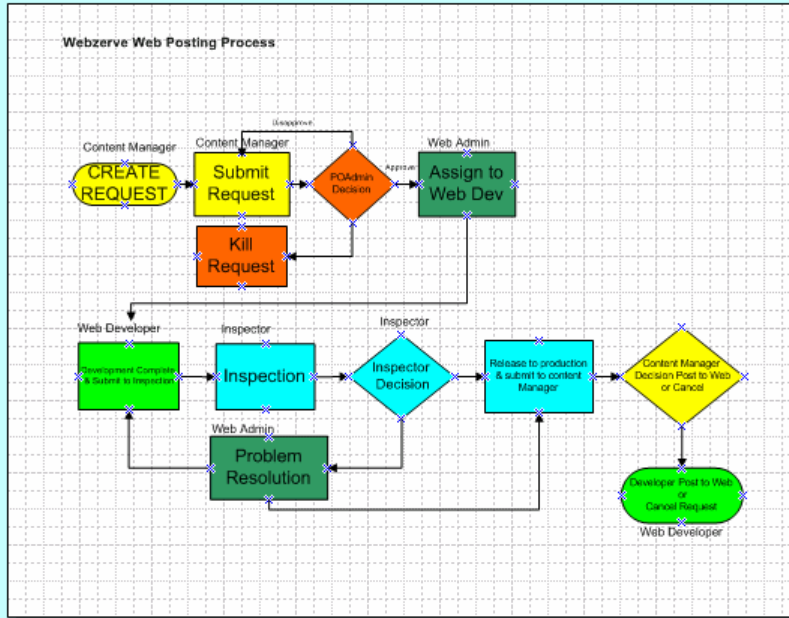 Webzerve Web Posting Process
Disapprove
Content Manager
Content Manager
Web Admin
CREATE
REQUEST
Submit
Request
POAdmin
Decision
Approve
Assign to
Web Dev
Kill
Request
Web Developer
Inspector
Inspector
Development Complete
& Submit to Inspection
Inspection
Inspector
Decision
Release to production
& submit to content
Manager
Content Manager
Decision Post to Web
or Cancel
Web Admin
Problem
Resolution
Developer Post to Web
or
Cancel Request
Web Developer